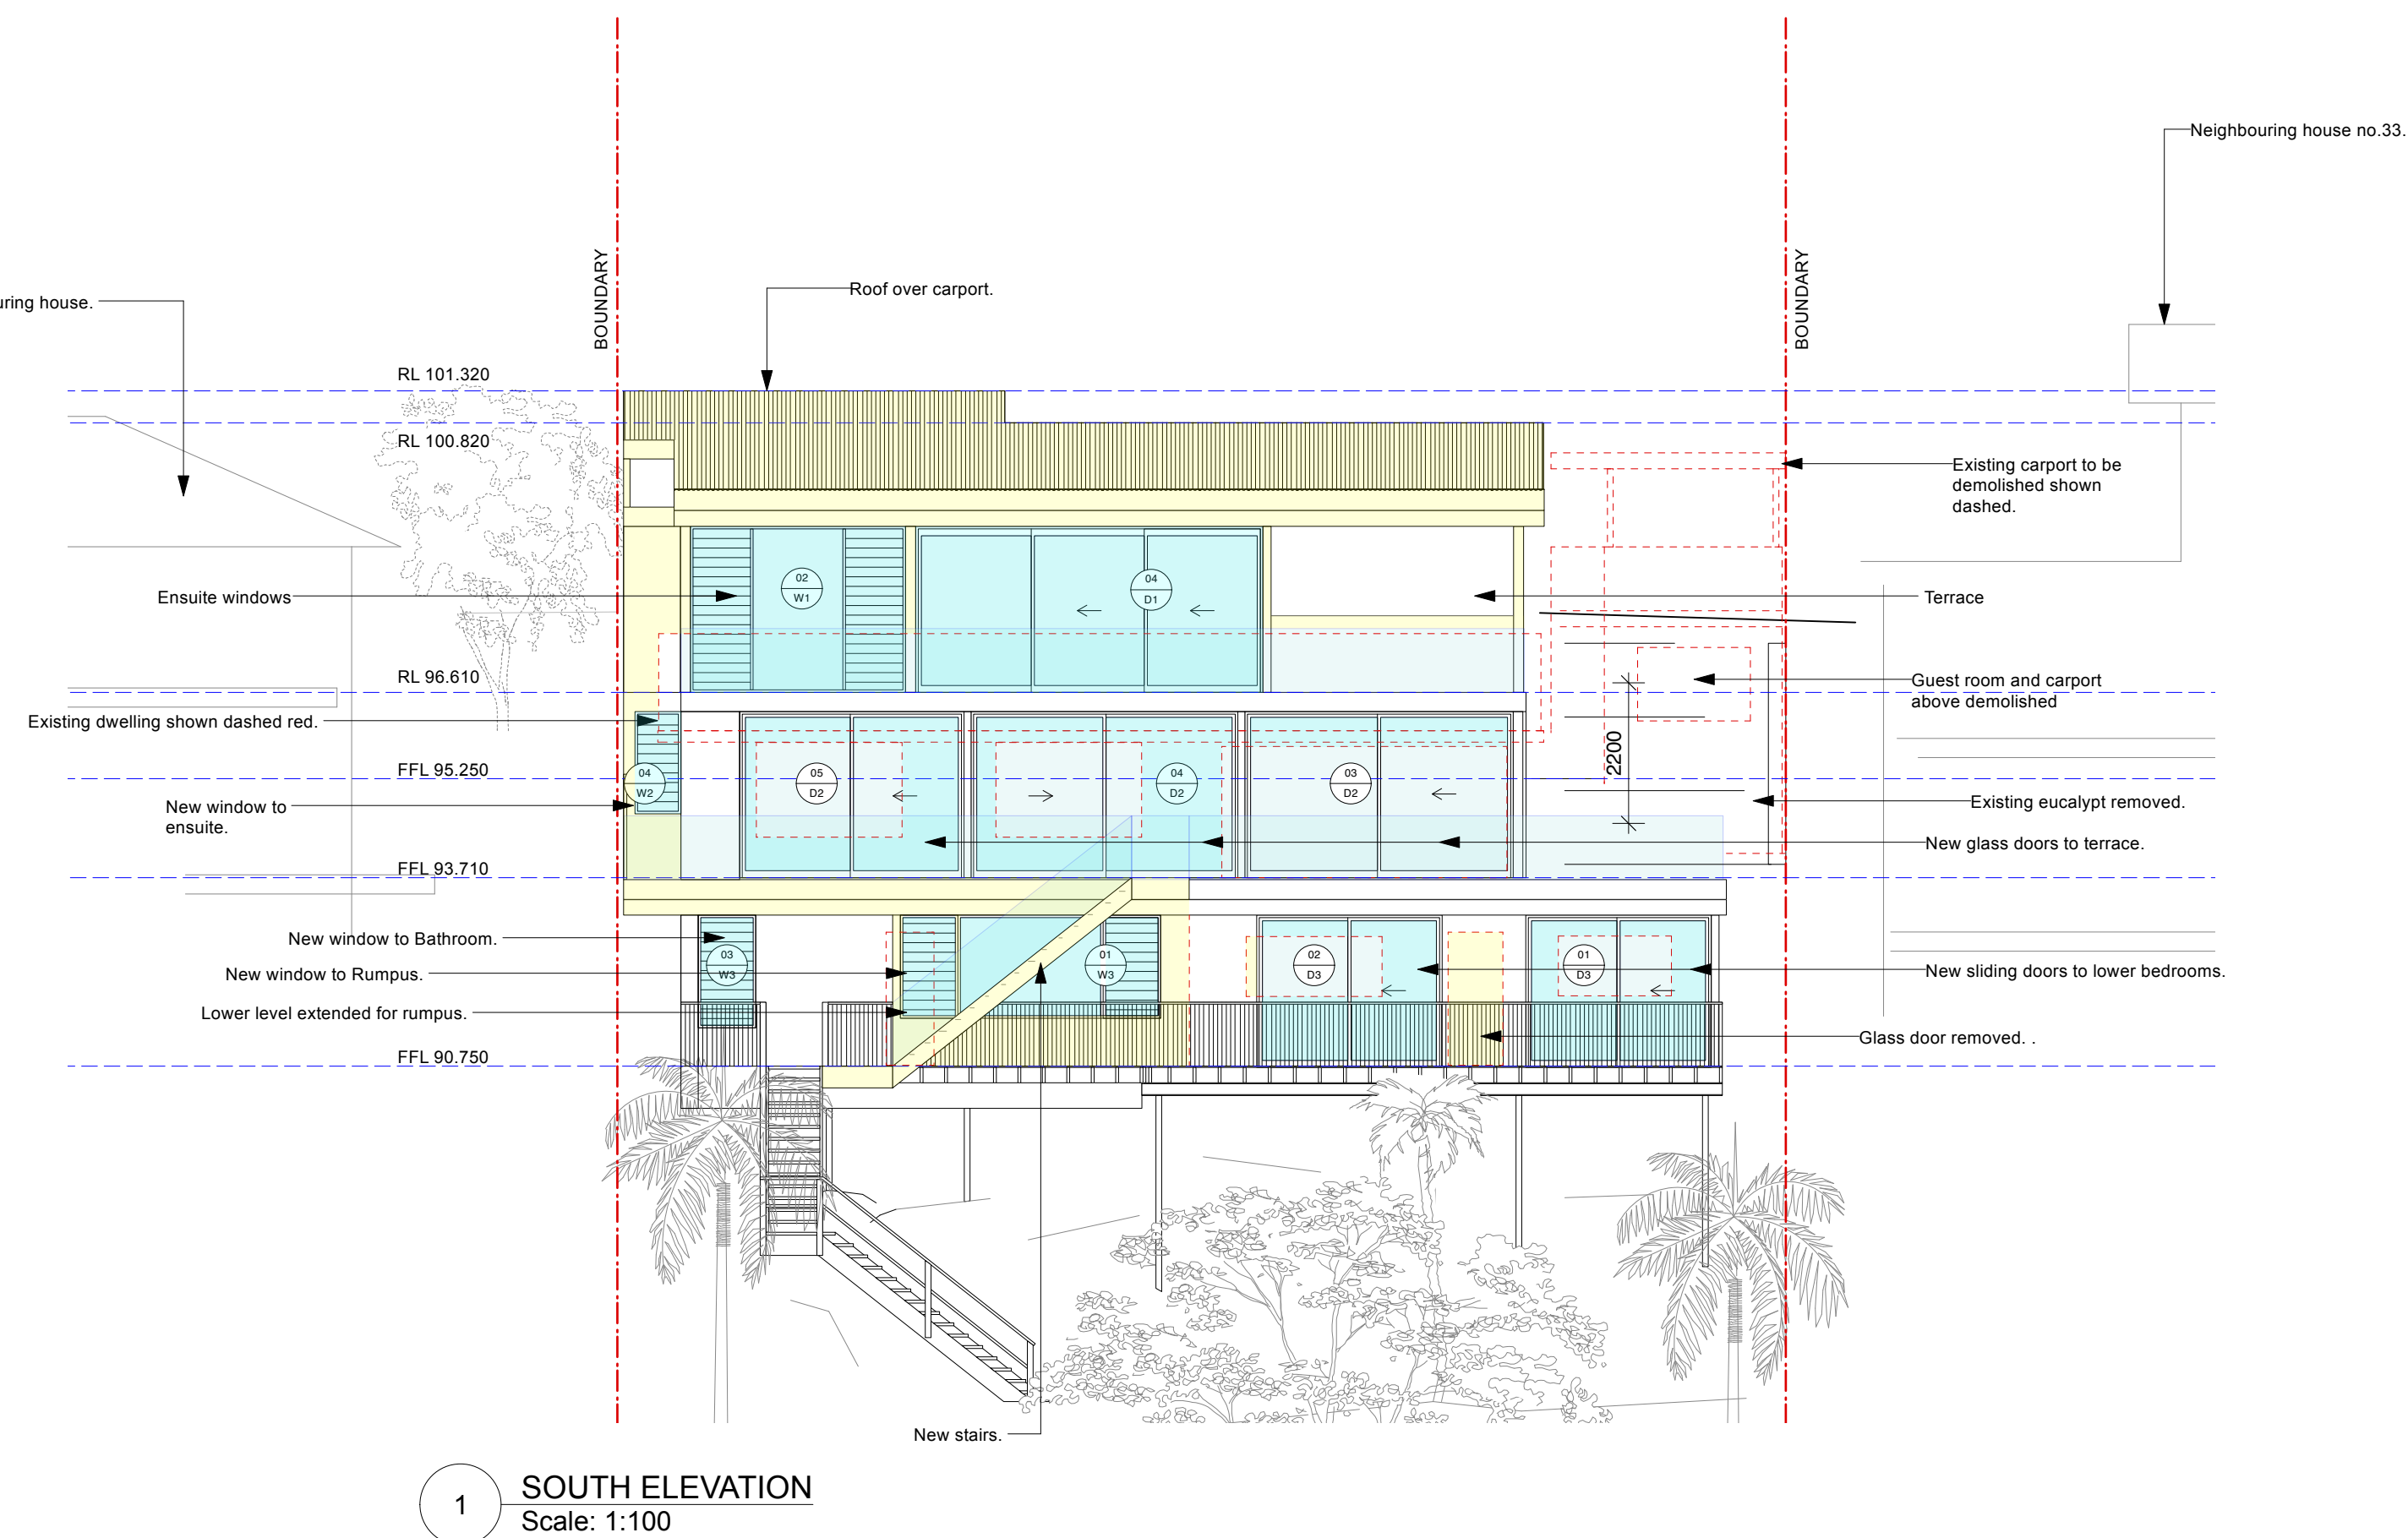 Neighbouring house no.33.
BOUNDARY
BOUNDARY
Roof over carport.
uring house.
RL 101.320
RL 100.820
Existing carport to be
demolished shown
dashed.
02
W1
04
D1
Ensuite windows
Terrace
RL 96.610
Guest room and carport
above demolished
Existing dwelling shown dashed red.
2200
FFL 95.250
04
W2
05
D2
04
D2
03
D2
New window to
ensuite.
Existing eucalypt removed.
New glass doors to terrace.
FFL 93.710
New window to Bathroom.
03
W3
01
W3
02
D3
01
D3
New window to Rumpus.
New sliding doors to lower bedrooms.
Lower level extended for rumpus.
Glass door removed. .
FFL 90.750
New stairs.
1
SOUTH ELEVATION
Scale: 1:100